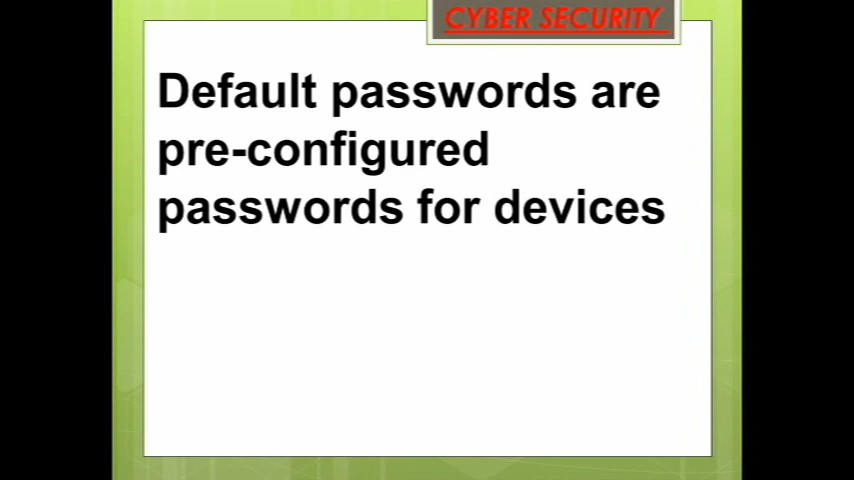 CYBER SECURITY
Default passwords are
pre-configured
passwords for devices